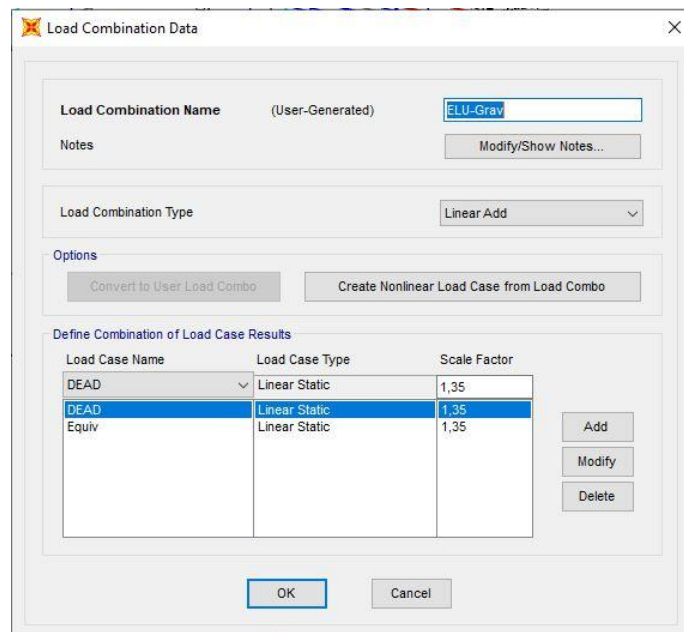 Load Combination Data
Load Combination Name (User-Generated) ELU-Grav
Notes Modify/Show Notes...
Load Combination Type Linear Add
Options
Convert to User Load Combo Create Nonlinear Load Case from Load Combo
Define Combination of Load Case Results
Load Case Name Load Case Type Scale Factor
DEAD Linear Static 1,35
DEAD Linear Static 1,35
Equiv Linear Static 1,35
Add
Modify
Delete
OK Cancel